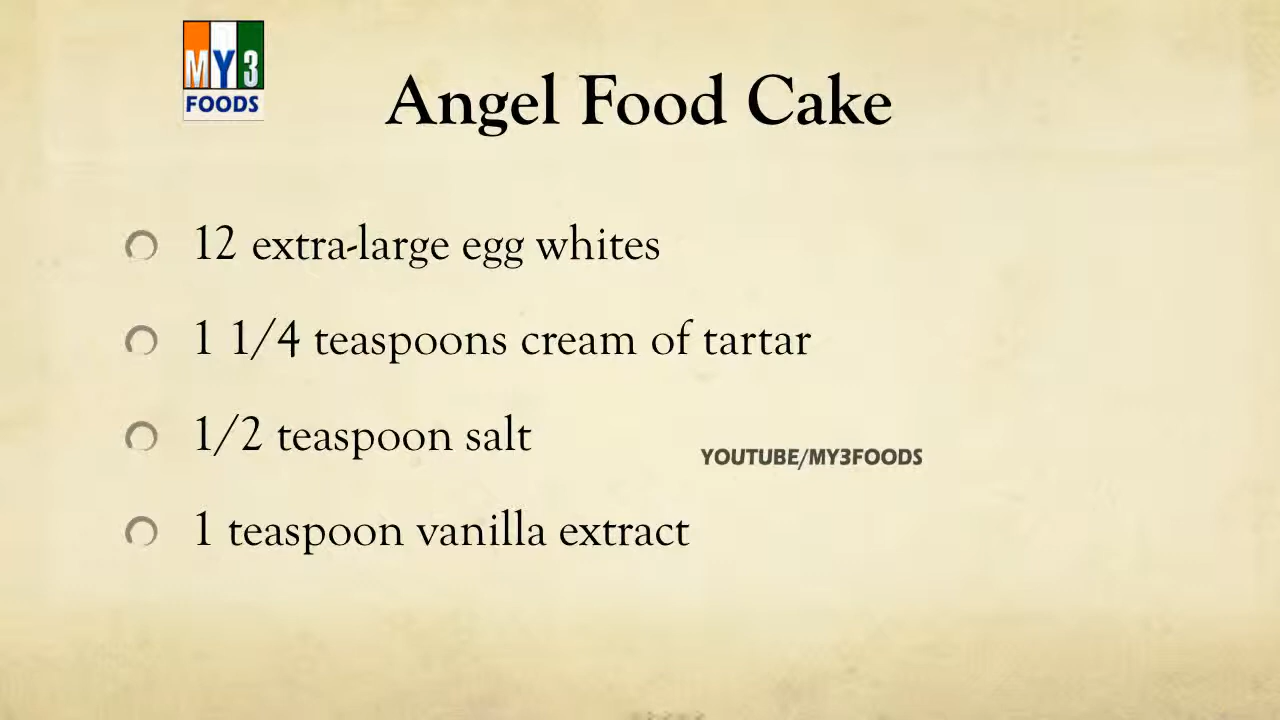 MY3
FOODS
Angel Food Cake
12 extra-large egg whites
1 1/4 teaspoons cream of tartar
1/2 teaspoon salt
YOUTUBE/MY3FOODS
1 teaspoon vanilla extract